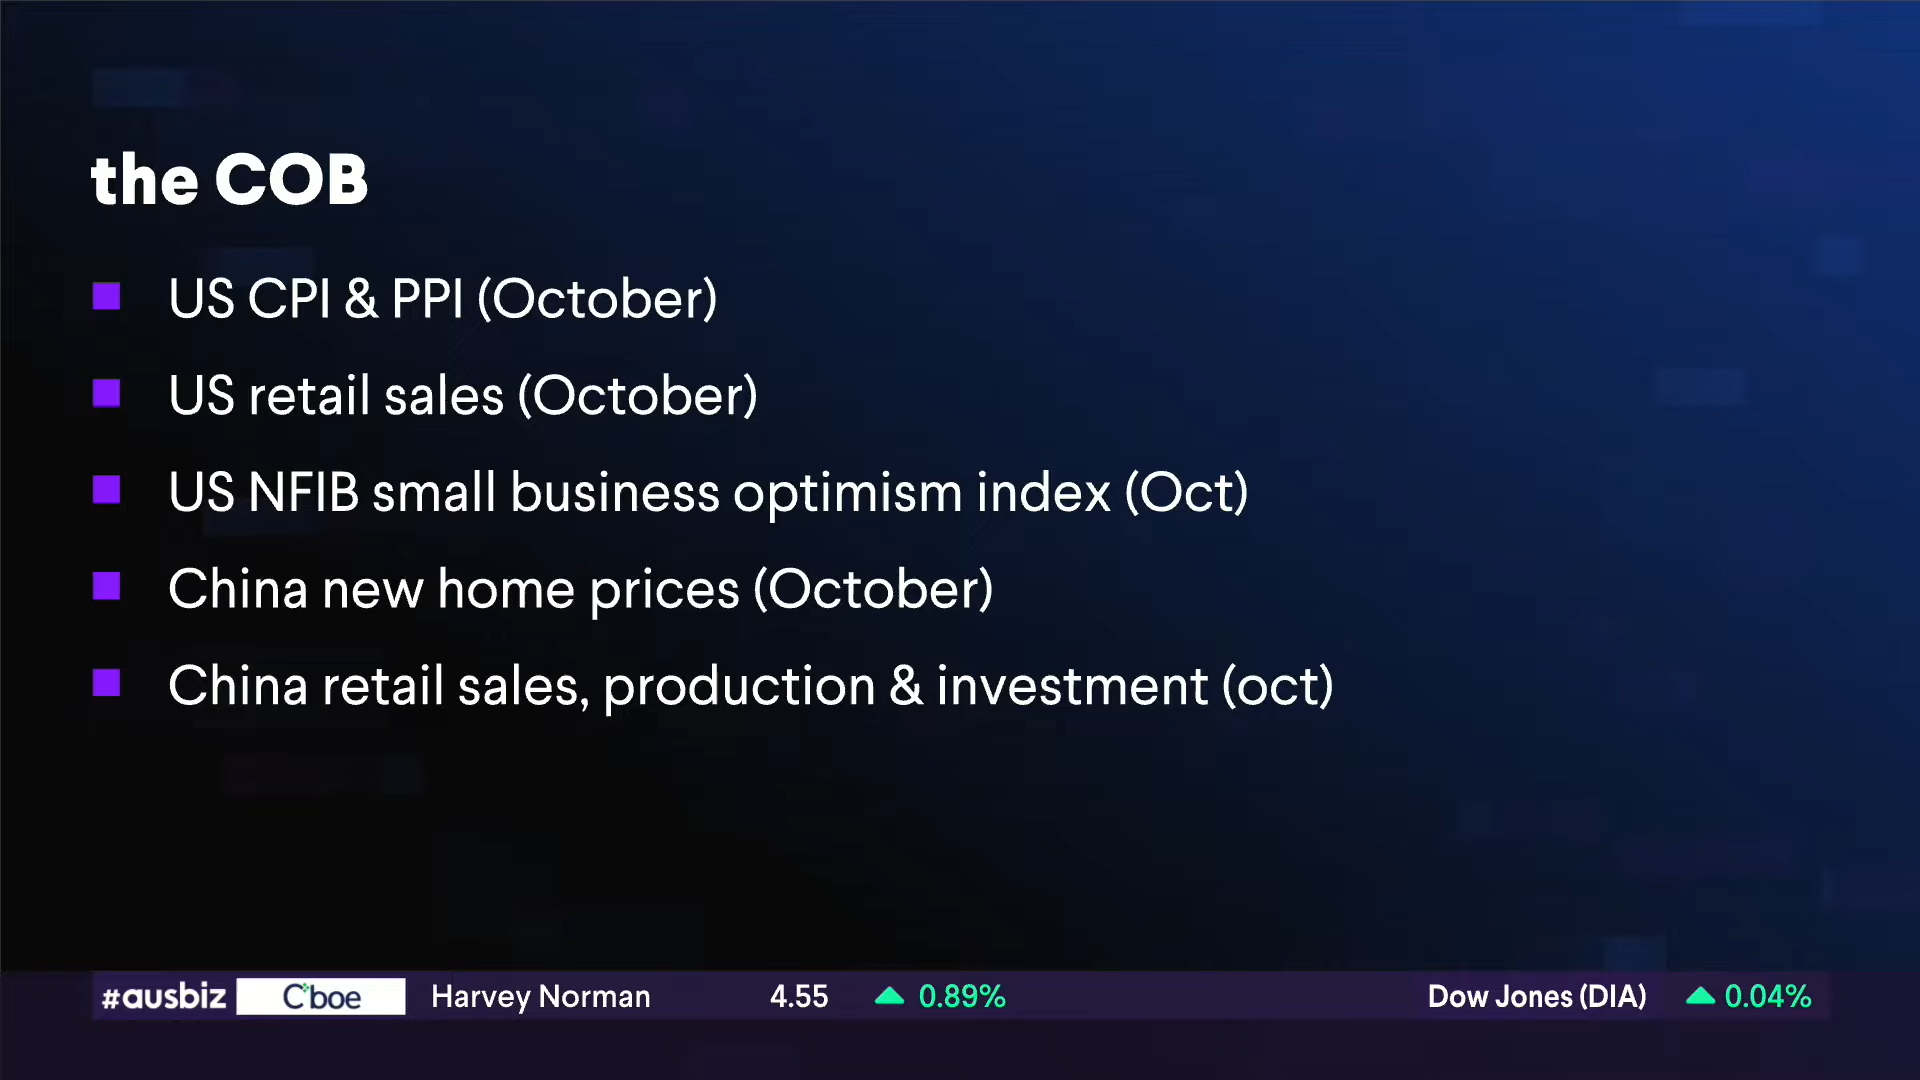 the COB
US CPI & PPI (October)
US retail sales (October)
US NFIB small business optimism index (Oct)
China new home prices (October)
China retail sales, production & investment (oct)
#ausbiz Cboe Harvey Norman 4.55 0.89% Dow Jones (DIA) 0.04%